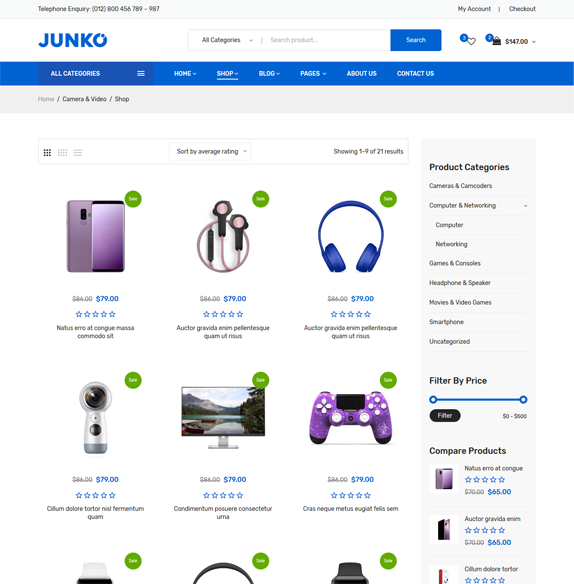 Telephone Enquiry: (012) 800 456 789 – 987
My Account | Checkout
JUNKO
All Categories | Search product... Search
3 2 $147.00
ALL CATEGORIES HOME SHOP BLOG PAGES ABOUT US CONTACT US
Home / Camera & Video / Shop
Sort by average rating Showing 1–9 of 21 results
Sale Sale Sale
$86.00 $79.00 $86.00 $79.00 $86.00 $79.00
Natus erro at congue massa
commodo sit
Auctor gravida enim pellentesque
quam ut risus
Auctor gravida enim pellentesque
quam ut risus
Sale Sale Sale
$86.00 $79.00 $86.00 $79.00 $86.00 $79.00
Cillum dolore tortor nisl fermentum
quam
Condimentum posuere consectetur
urna
Cras neque metus eugiat felis sem
Sale Sale Sale
Product Categories
Cameras & Camcoders
Computer & Networking
Computer
Networking
Games & Consoles
Headphone & Speaker
Movies & Video Games
Smartphone
Uncategorized
Filter By Price
Filter $0 - $500
Compare Products
Natus erro at congue
$70.00 $65.00
Auctor gravida enim
$70.00 $65.00
Cillum dolore tortor